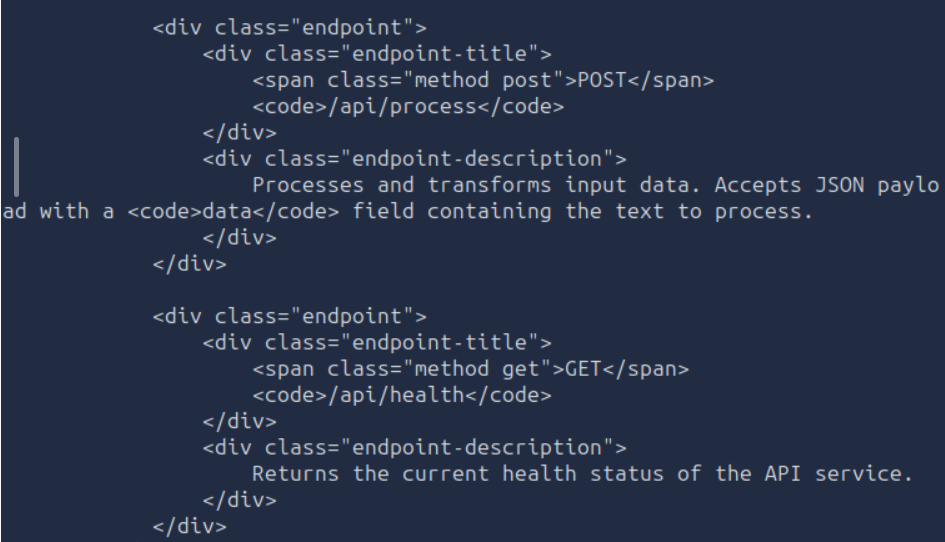 <div class="endpoint">
<div class="endpoint-title">
<span class="method post">POST</span>
<code>/api/process</code>
</div>
<div class="endpoint-description">
Processes and transforms input data. Accepts JSON paylo
ad with a <code>data</code> field containing the text to process.
</div>
</div>
<div class="endpoint">
<div class="endpoint-title">
<span class="method get">GET</span>
<code>/api/health</code>
</div>
<div class="endpoint-description">
Returns the current health status of the API service.
</div>
</div>